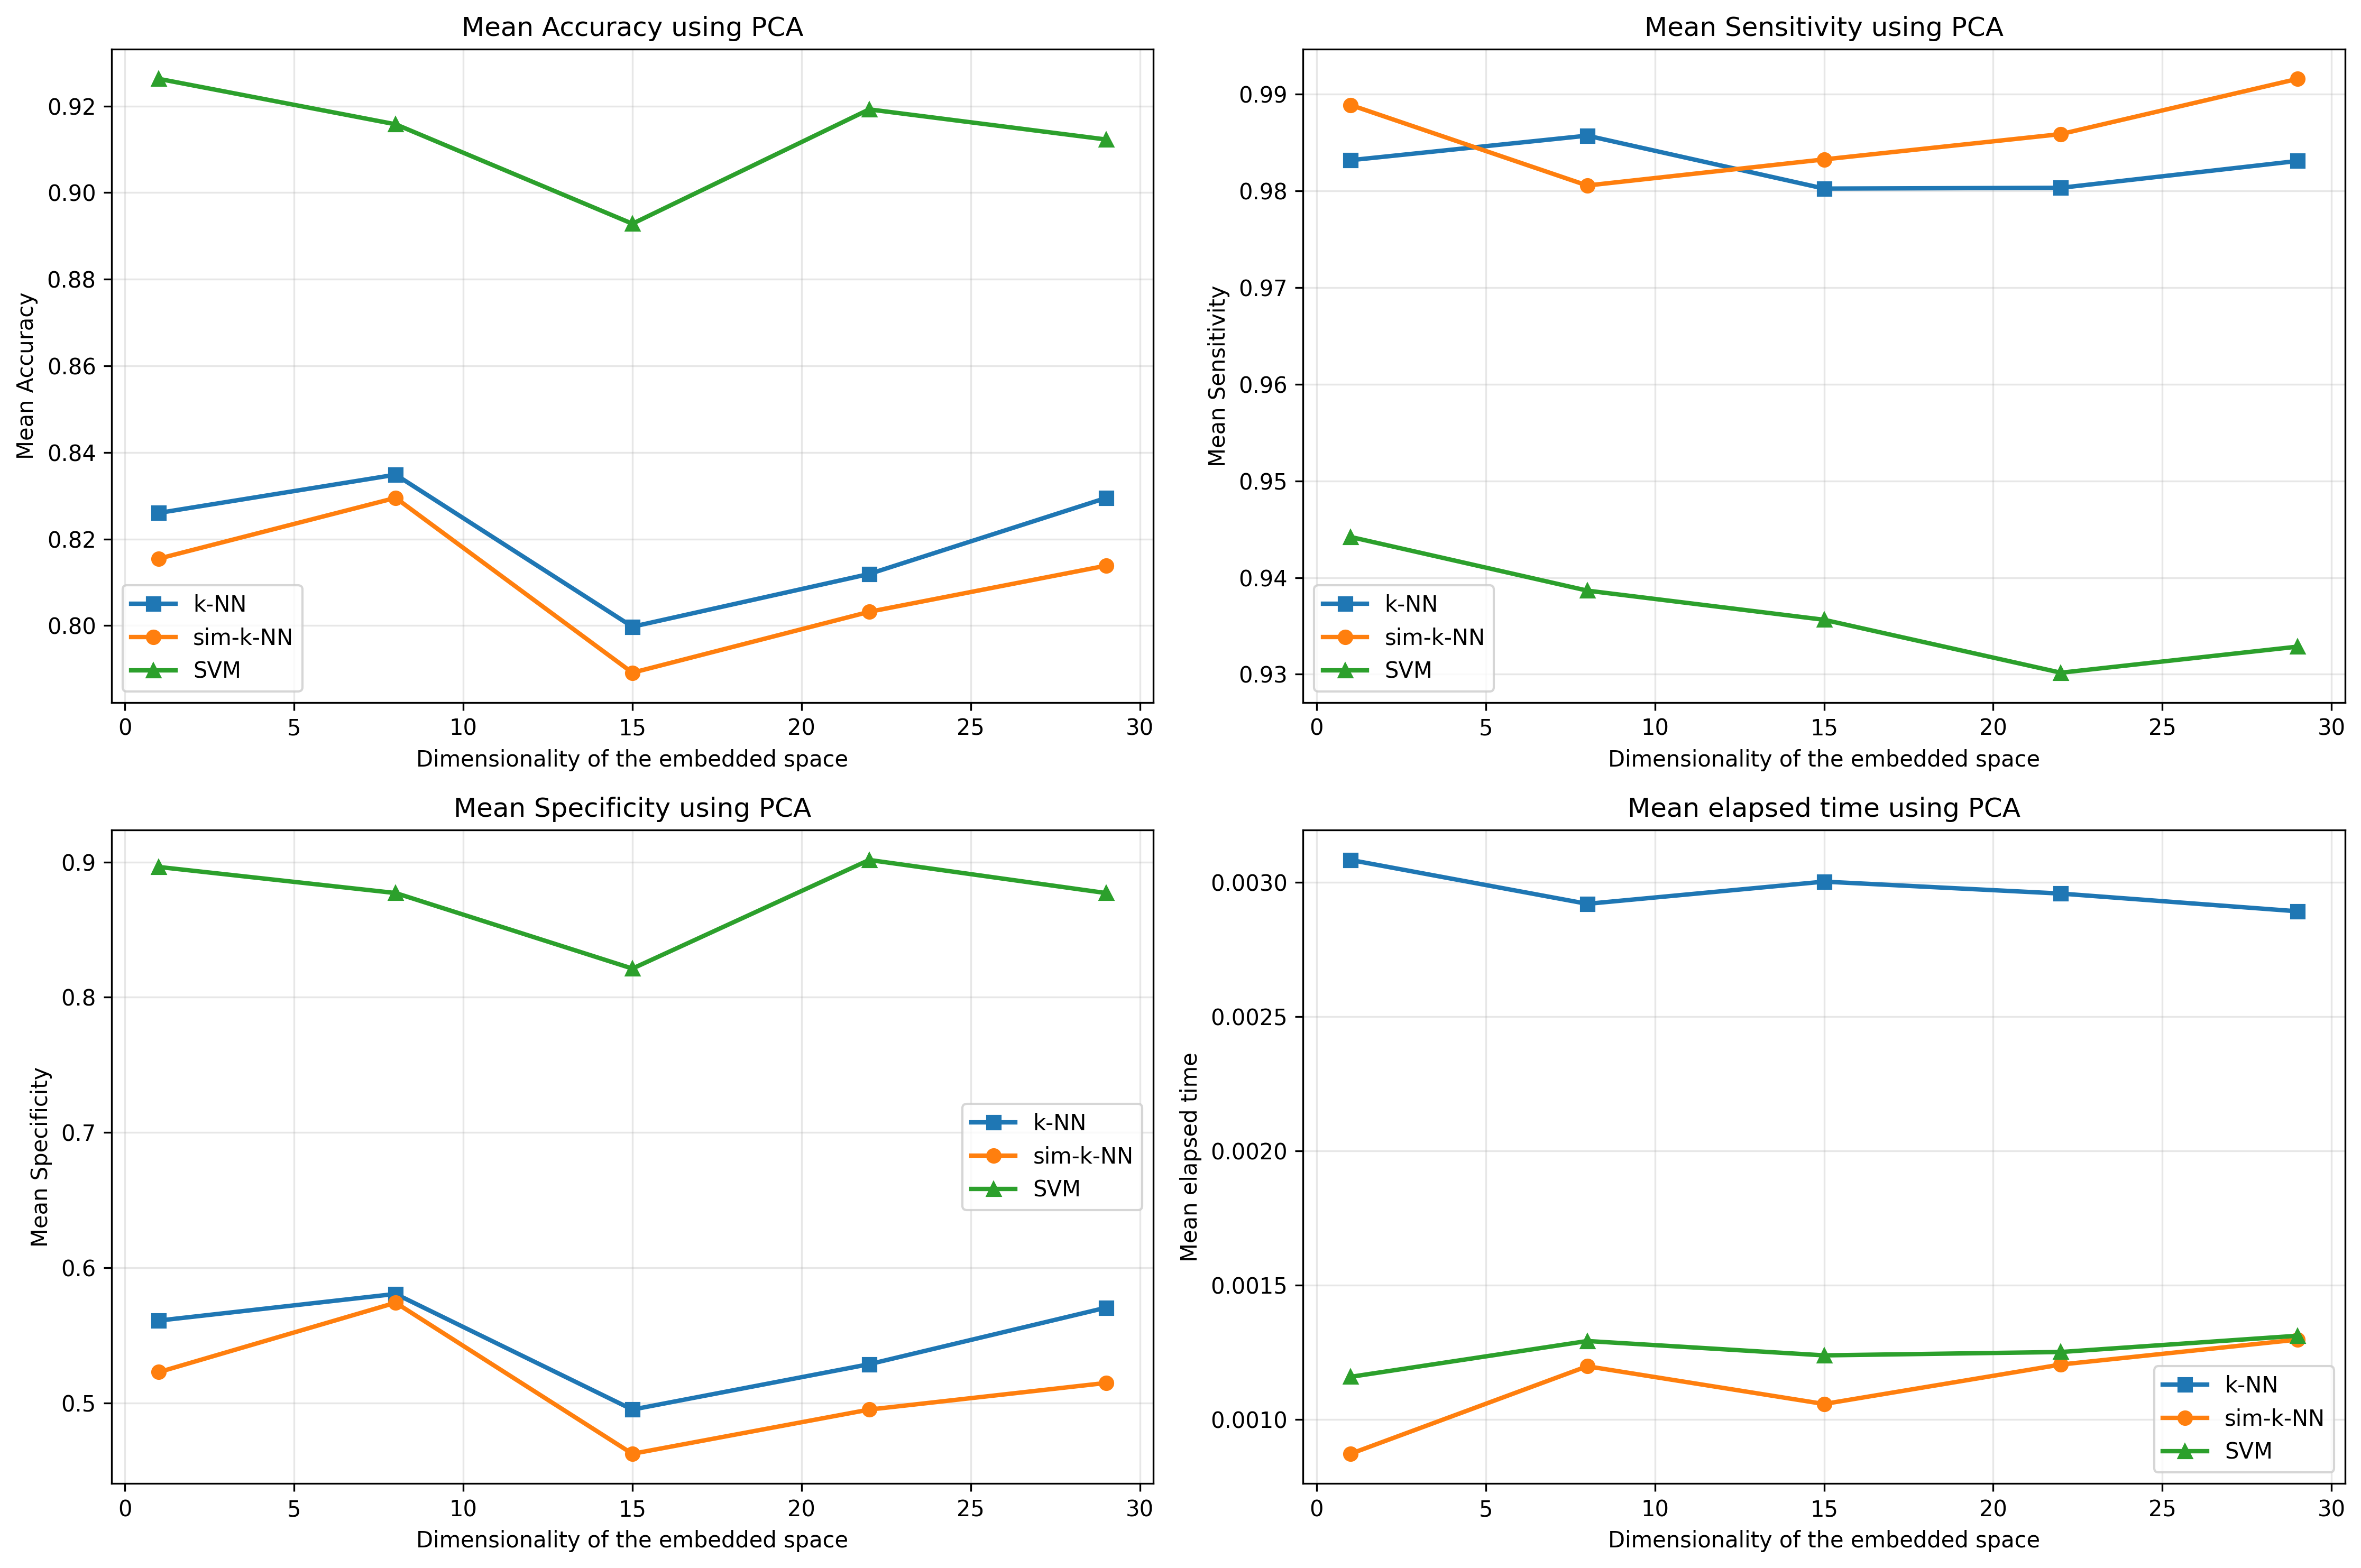 Mean Accuracy using PCA
Mean Accuracy
0.92
0.90
0.88
0.86
0.84
0.82
0.80
k-NN
sim-k-NN
SVM
0 5 10 15 20 25 30
Dimensionality of the embedded space
Mean Sensitivity using PCA
Mean Sensitivity
0.99
0.98
0.97
0.96
0.95
0.94
0.93
k-NN
sim-k-NN
SVM
0 5 10 15 20 25 30
Dimensionality of the embedded space
Mean Specificity using PCA
Mean Specificity
0.9
0.8
0.7
0.6
0.5
k-NN
sim-k-NN
SVM
0 5 10 15 20 25 30
Dimensionality of the embedded space
Mean elapsed time using PCA
Mean elapsed time
0.0030
0.0025
0.0020
0.0015
0.0010
k-NN
sim-k-NN
SVM
0 5 10 15 20 25 30
Dimensionality of the embedded space